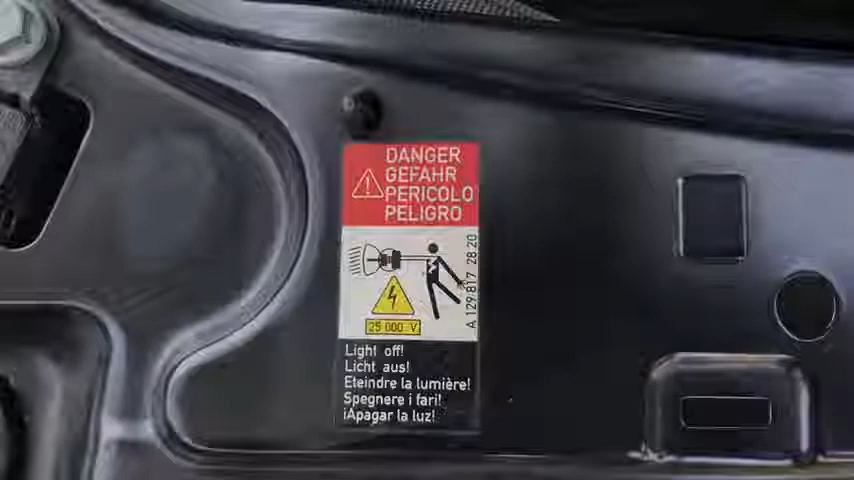 DANGER
GEFAHR
PERICOLO
PELIGRO
A 129 817 28 20
25 000 V
Light off!
Licht aus!
Eteindre la lumière!
Spegnere i fari!
¡Apagar la luz!